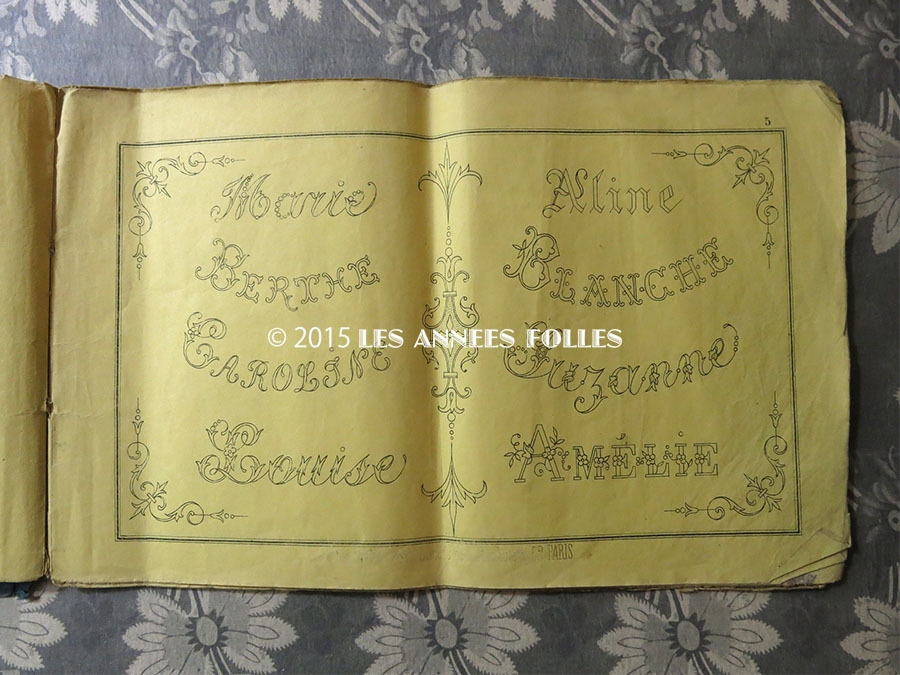 5
Marie
BERTHE
CAROLINE
Louise
Aline
BLANCHE
Suzanne
AMÉLIE
© 2015 LES ANNEES FOLLES
PARIS